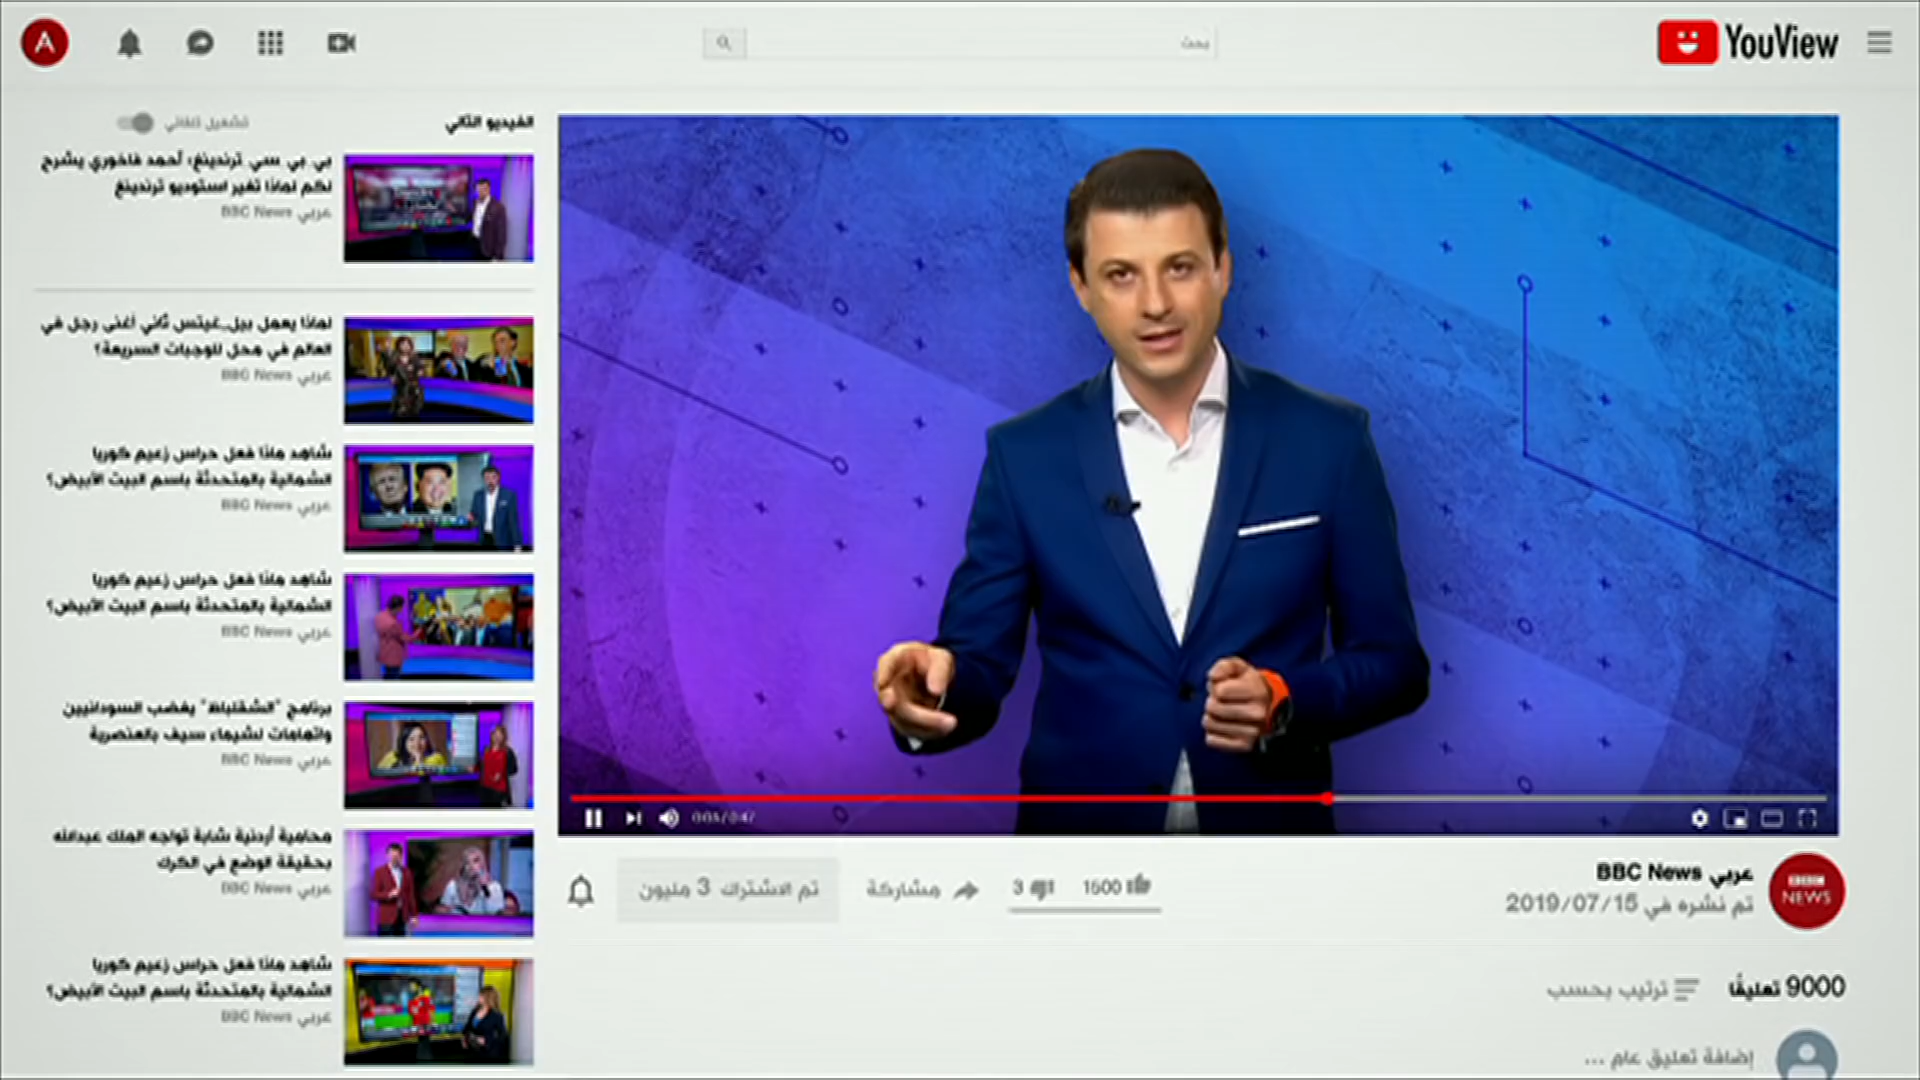 YouView
بحث
الفيديو التالي
تشغيل تلقائي
بي بي سي ترندينغ: أحمد فاخوري يشرح
لكم لماذا تغير استوديو ترندينغ
عربي BBC News
لماذا يعمل بيل_غيتس ثاني أغنى رجل في
العالم في محل للوجبات السريعة؟
عربي BBC News
شاهد ماذا فعل حراس زعيم كوريا
الشمالية بالمتحدثة باسم البيت الأبيض؟
عربي BBC News
شاهد ماذا فعل حراس زعيم كوريا
الشمالية بالمتحدثة باسم البيت الأبيض؟
عربي BBC News
برنامج "الشقلباظ" يغضب السودانيين
واتهامات لشيماء سيف بالعنصرية
عربي BBC News
محامية أردنية شابة تواجه الملك عبدالله
بحقيقة الوضع في الكرك
عربي BBC News
شاهد ماذا فعل حراس زعيم كوريا
الشمالية بالمتحدثة باسم البيت الأبيض؟
عربي BBC News
BBC
NEWS
عربي BBC News
تم نشره في 2019/07/15
1500
3
مشاركة
تم الاشتراك 3 مليون
9000 تعليقًا
ترتيب بحسب
إضافة تعليق عام ...